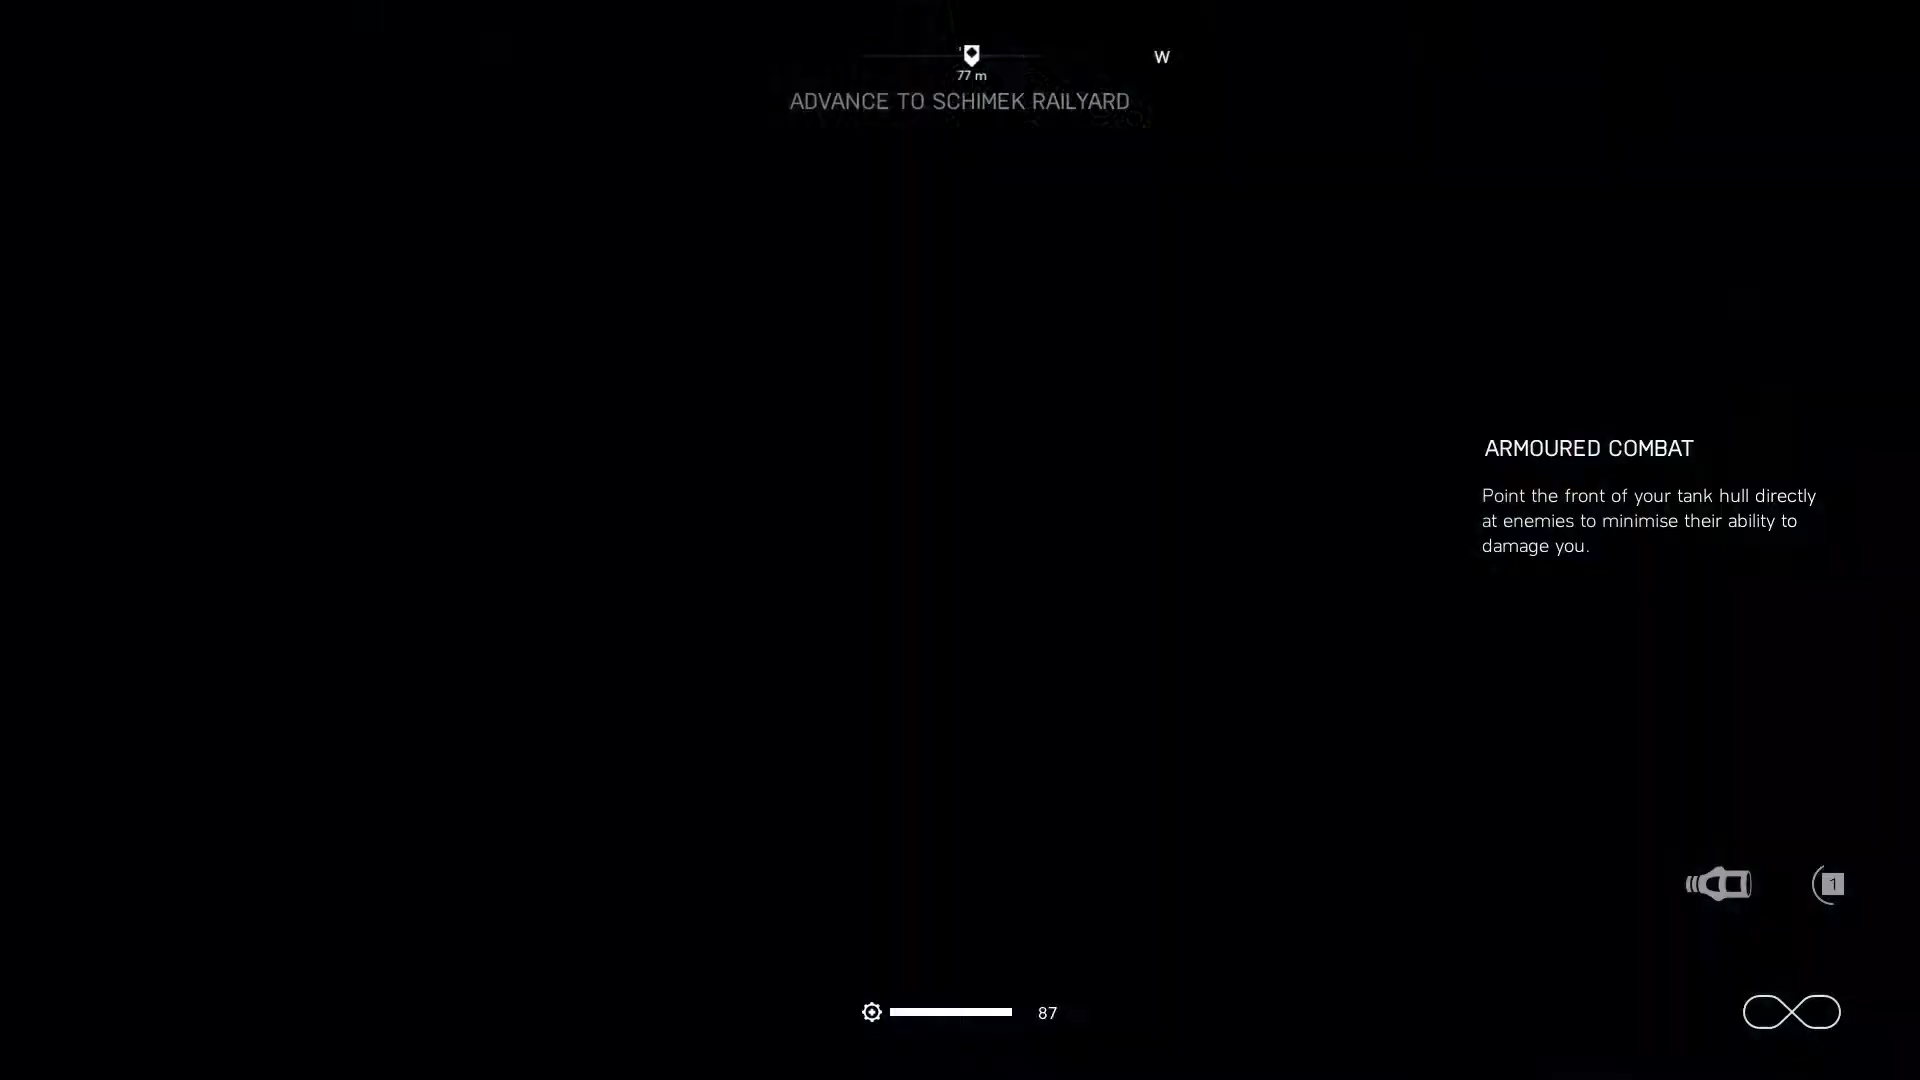 W
77 m
ADVANCE TO SCHIMEK RAILYARD
ARMOURED COMBAT
Point the front of your tank hull directly
at enemies to minimise their ability to
damage you.
1
87